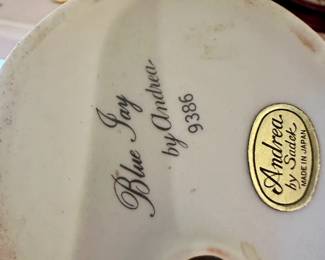 Blue Jay
by Andrea
9386
Andrea
by Sadek
MADE IN JAPAN